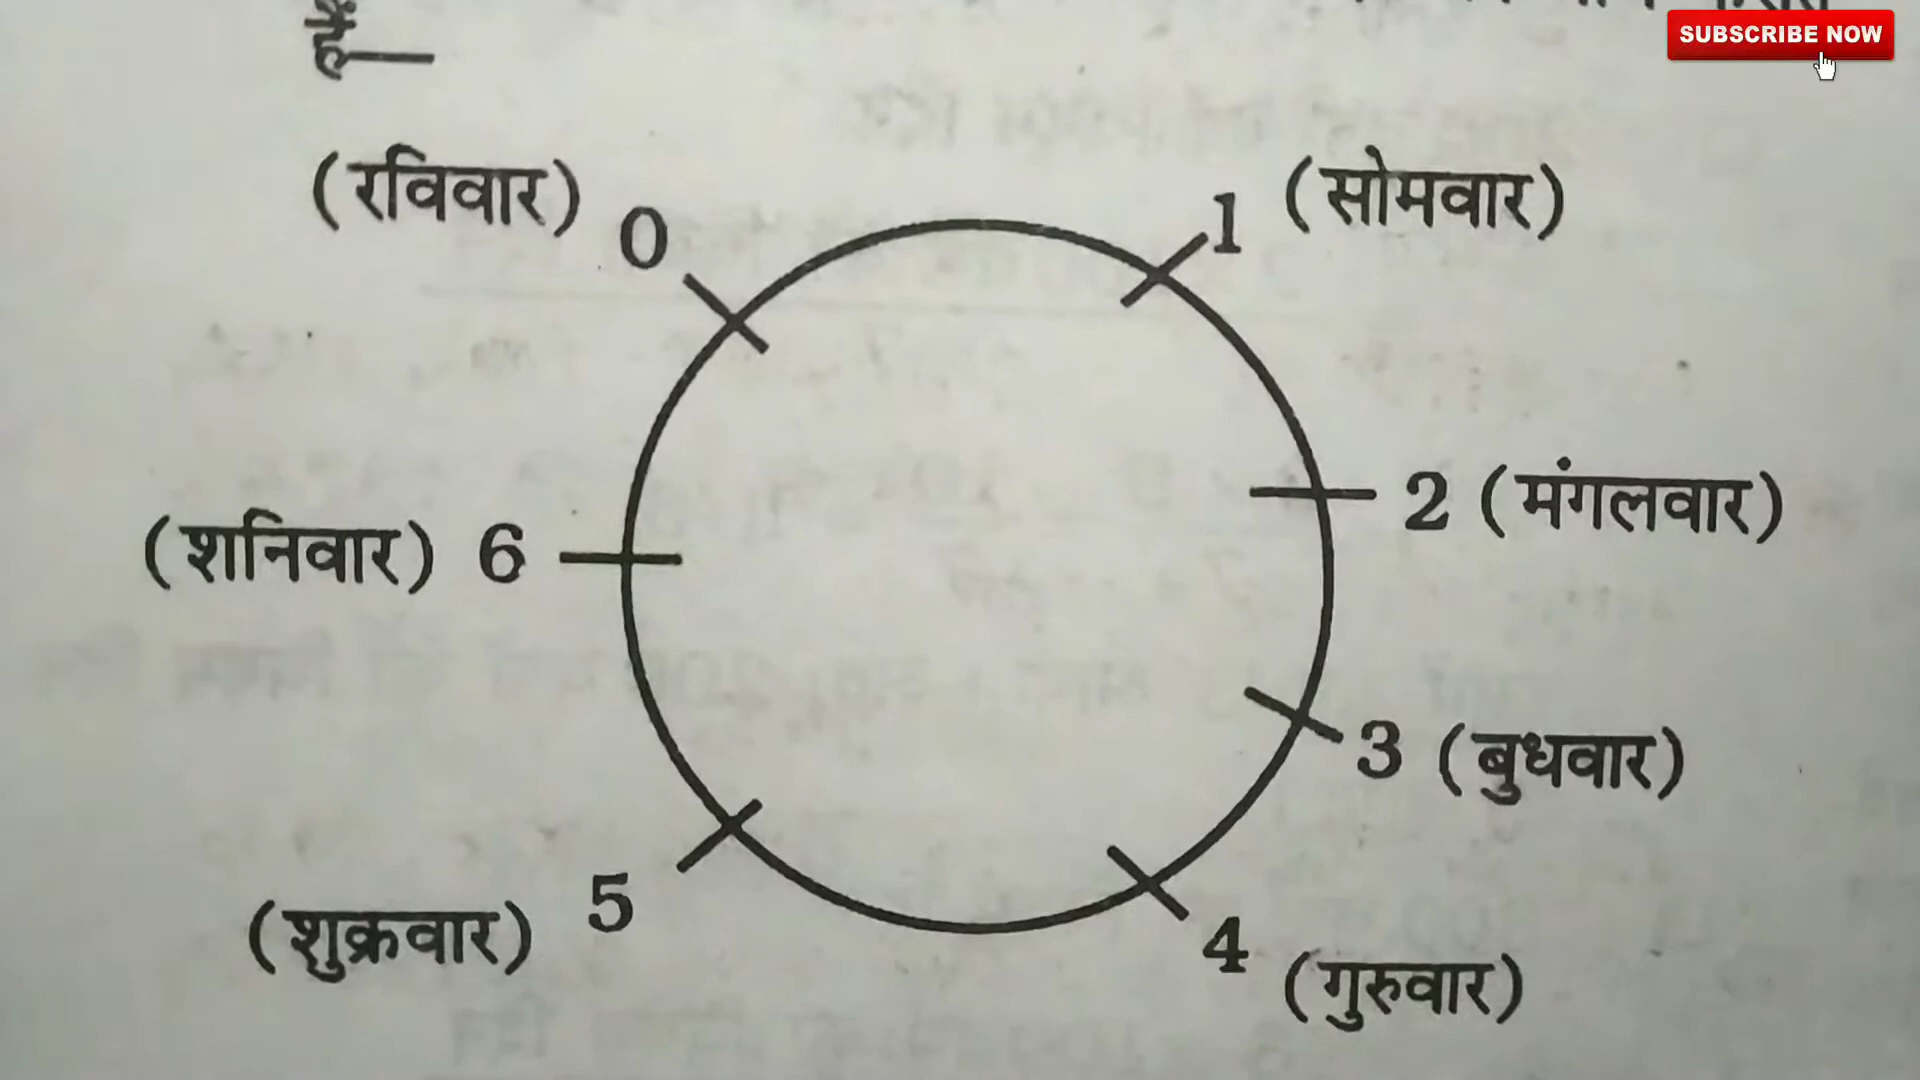 SUBSCRIBE NOW
हैं—
(रविवार) 0
1 (सोमवार)
(शनिवार) 6
2 (मंगलवार)
3 (बुधवार)
(शुक्रवार) 5
4 (गुरुवार)